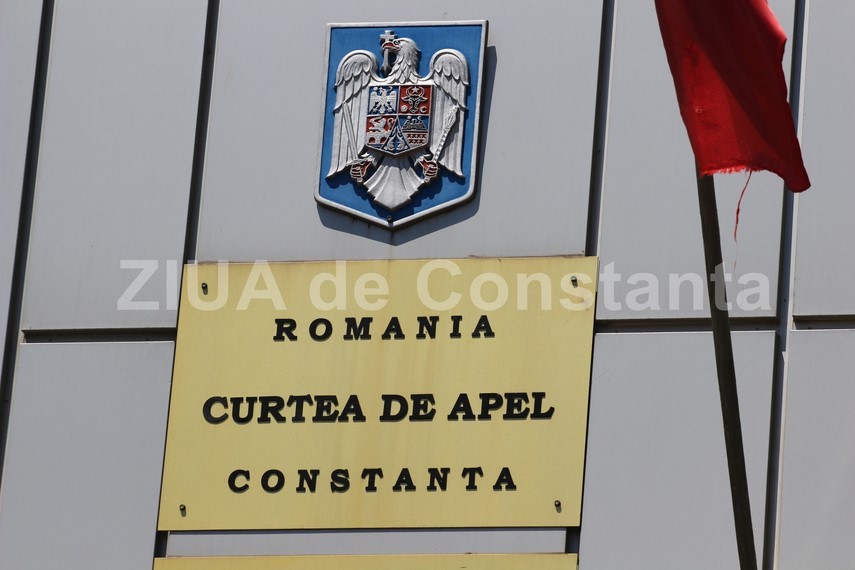 ZIUA de Constanta
ROMANIA
CURTEA DE APEL
CONSTANTA